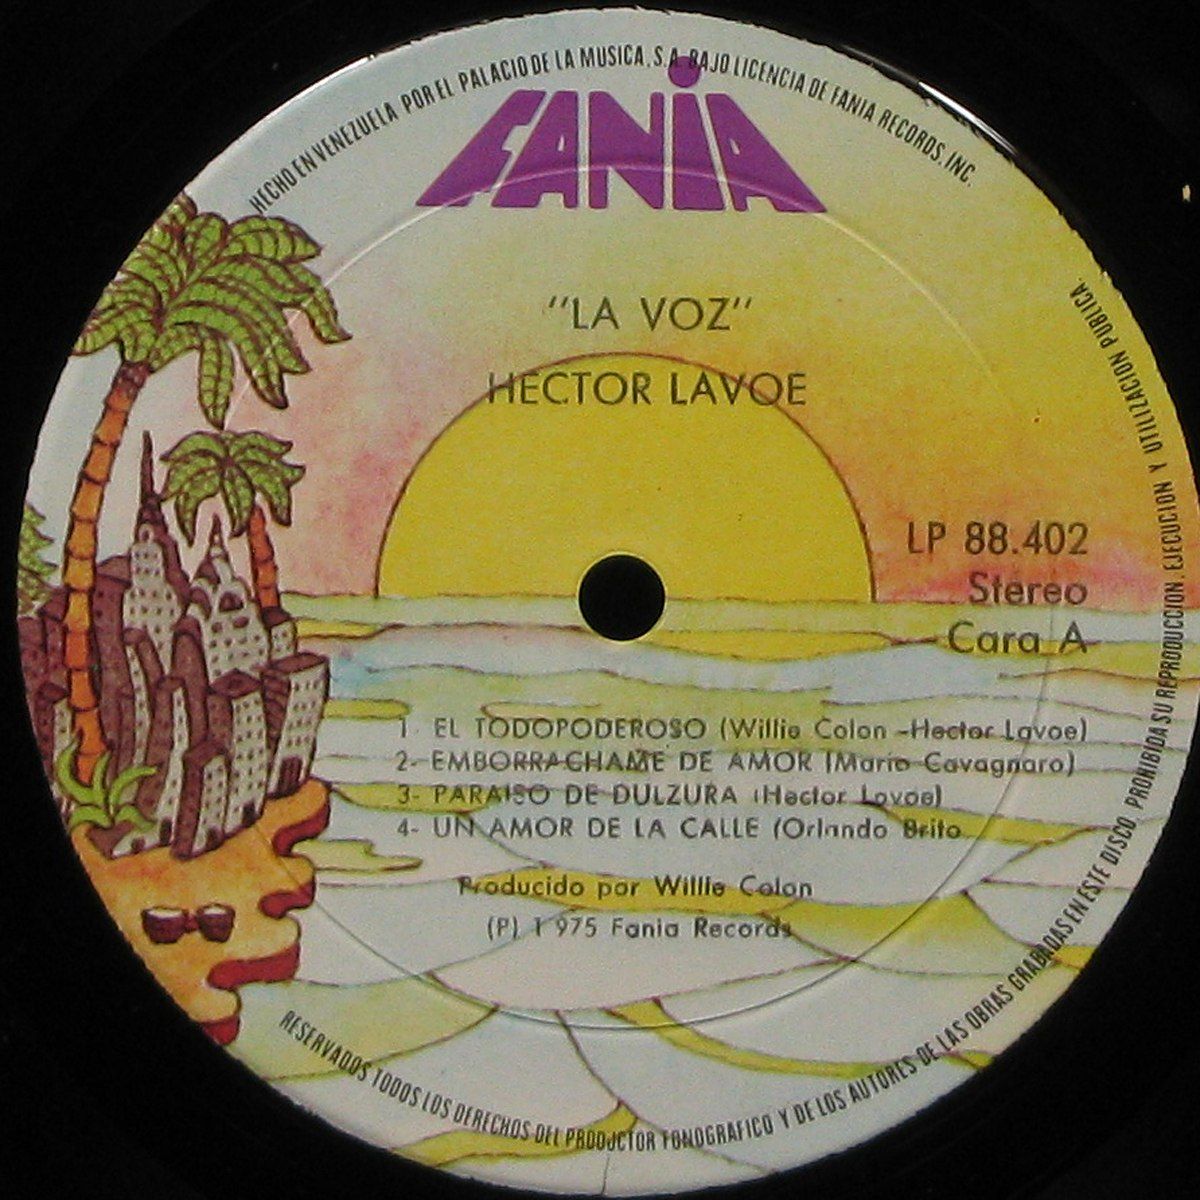 HECHO EN VENEZUELA POR EL PALACIO DE LA MUSICA, S.A. BAJO LICENCIA DE FANIA RECORDS, INC.
FANIA
"LA VOZ"
HECTOR LAVOE
LP 88.402
Stereo
Cara A
1 EL TODOPODEROSO (Willie Colon -Hector Lavoe)
2- EMBORRACHAME DE AMOR (Mario Cavagnaro)
3- PARAISO DE DULZURA (Hector Lavoe)
4- UN AMOR DE LA CALLE (Orlando Brito
Producido por Willie Colon
(P) 1 975 Fania Records
RESERVADOS TODOS LOS DERECHOS DEL PRODUCTOR FONOGRAFICO Y DE LOS AUTORES DE LAS OBRAS GRABADAS EN ESTE DISCO, PROHIBIDA SU REPRODUCCION, EJECUCION Y UTILIZACION PUBLICA.